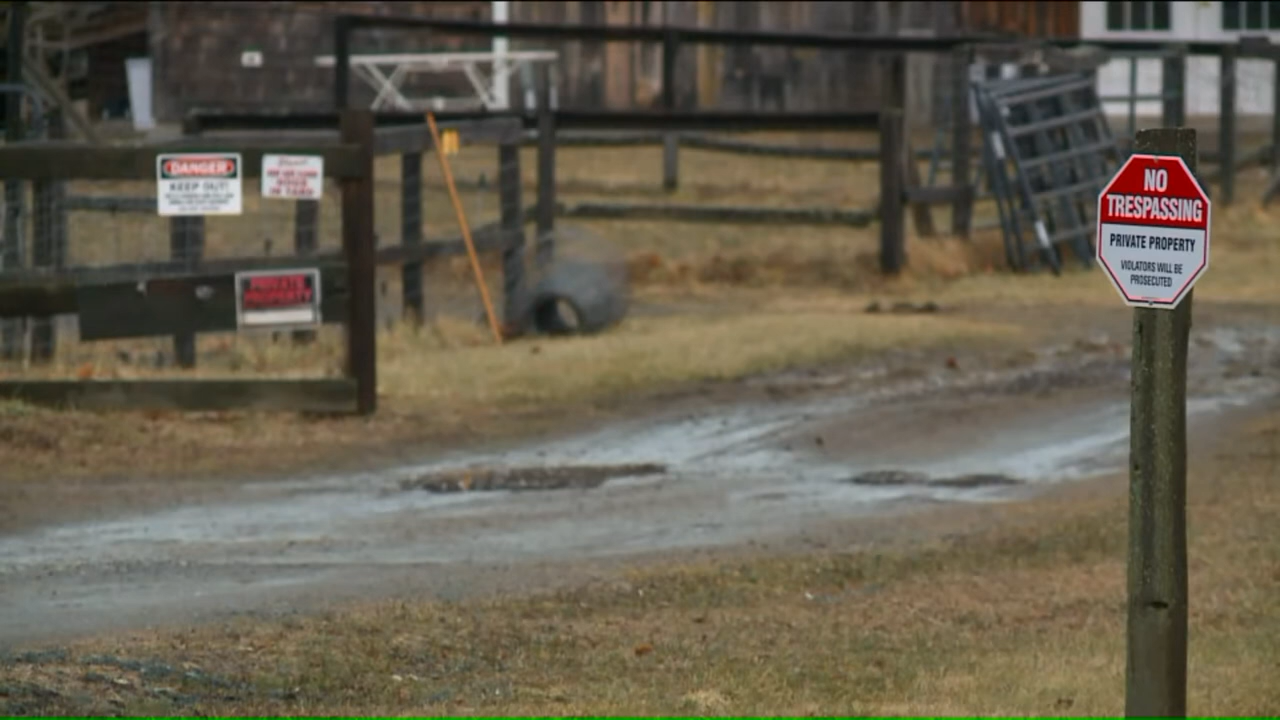 DANGER
KEEP OUT!
PRIVATE
PROPERTY
NO
TRESPASSING
PRIVATE PROPERTY
VIOLATORS WILL BE
PROSECUTED